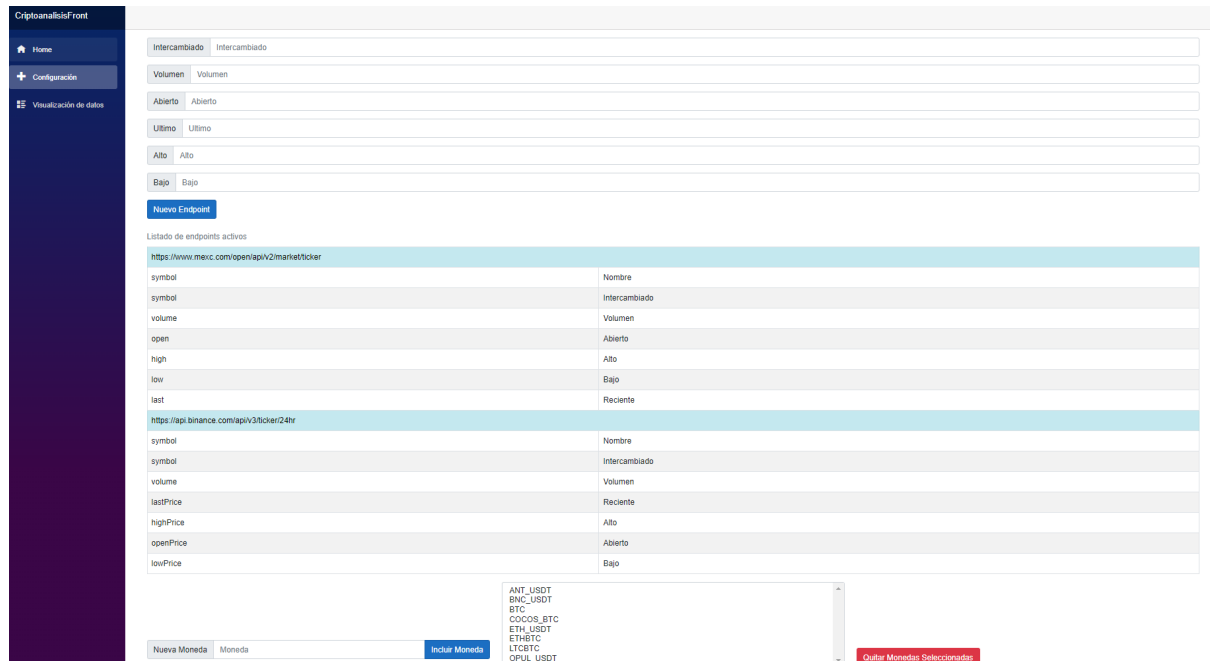 CriptoanalisisFront
Home
Configuración
Visualización de datos
Intercambiado Intercambiado
Volumen Volumen
Abierto Abierto
Ultimo Ultimo
Alto Alto
Bajo Bajo
Nuevo Endpoint
Listado de endpoints activos
https://www.mexc.com/open/api/v2/market/ticker
symbol Nombre
symbol Intercambiado
volume Volumen
open Abierto
high Alto
low Bajo
last Reciente
https://api.binance.com/api/v3/ticker/24hr
symbol Nombre
symbol Intercambiado
volume Volumen
lastPrice Reciente
highPrice Alto
openPrice Abierto
lowPrice Bajo
ANT_USDT
BNC_USDT
BTC
COCOS_BTC
ETH_USDT
ETHBTC
LTCBTC
OPUL_USDT
Nueva Moneda Moneda Incluir Moneda
Quitar Monedas Seleccionadas